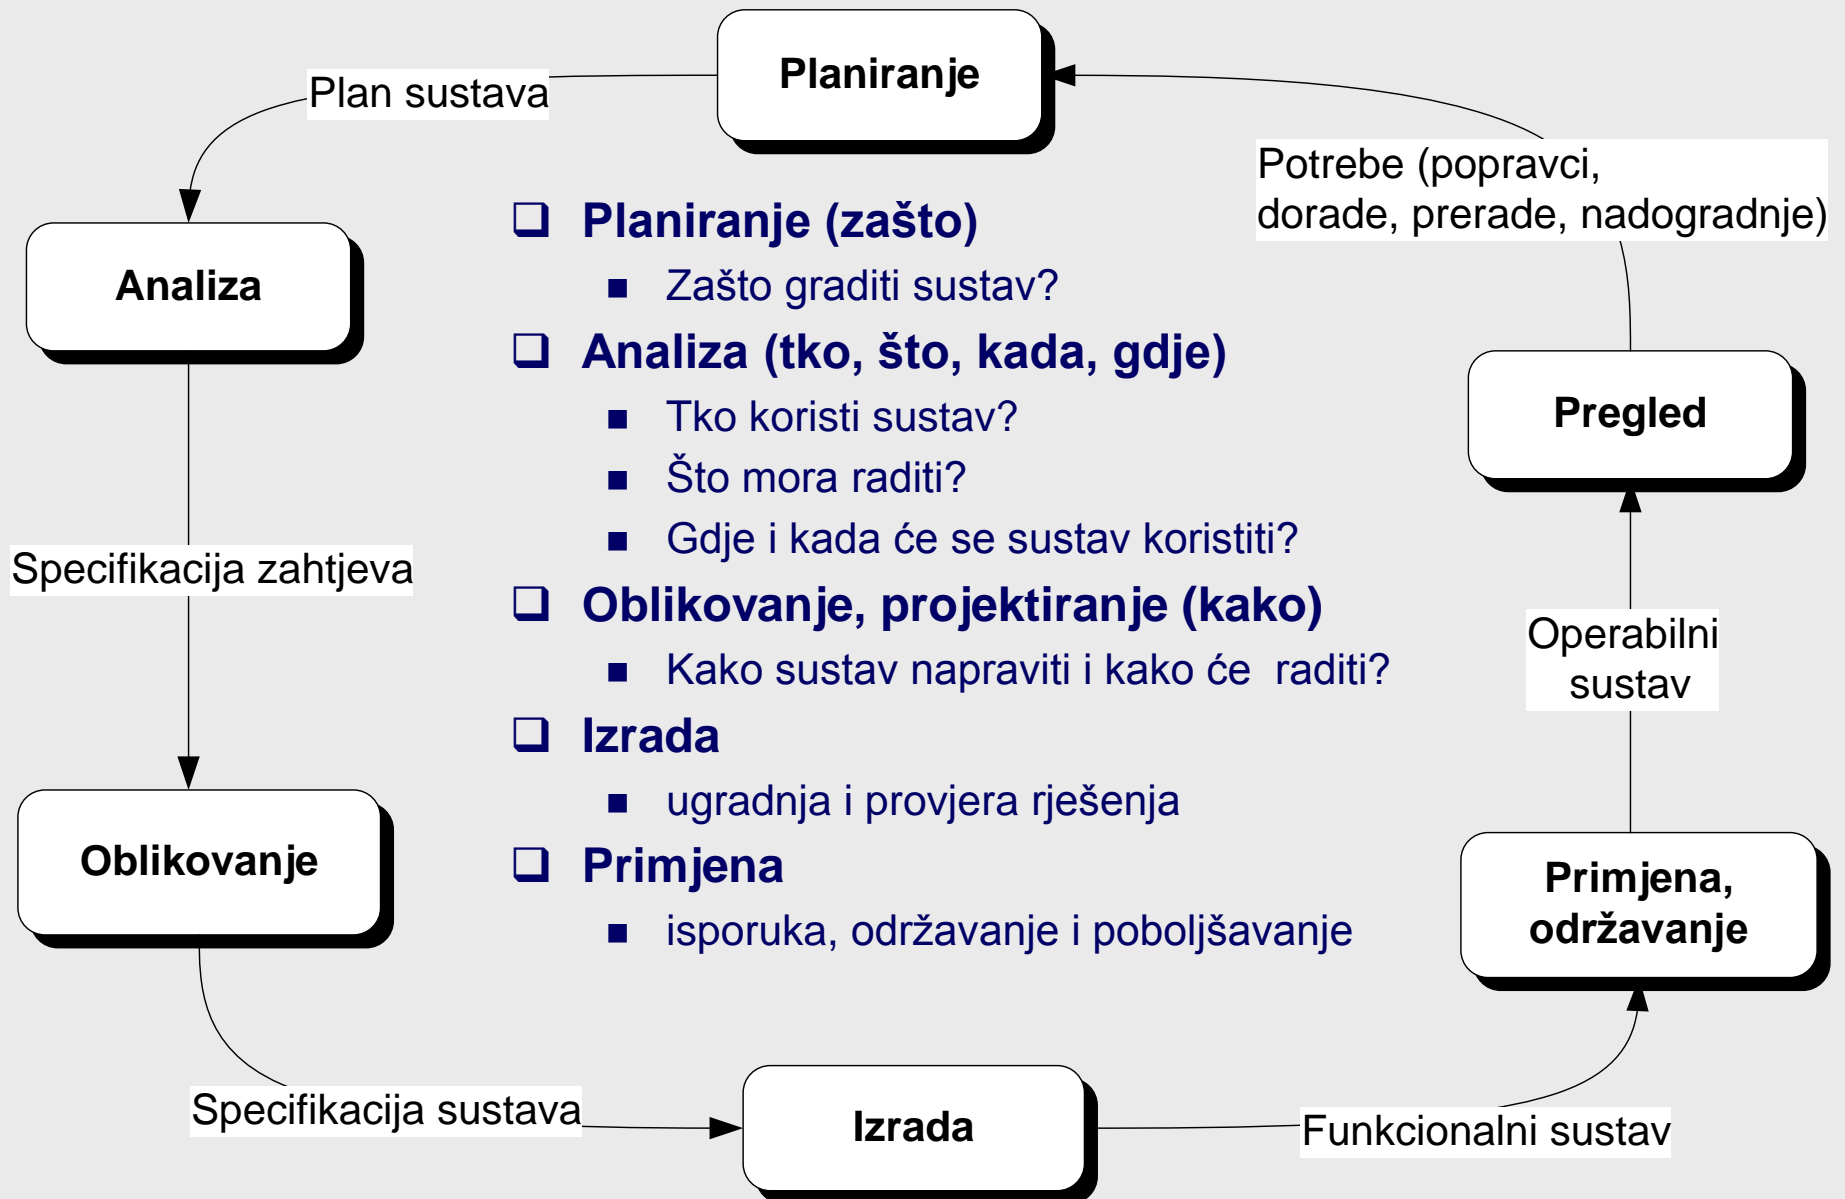 Planiranje
Plan sustava
Potrebe (popravci,
dorade, prerade, nadogradnje)
Analiza
❑ Planiranje (zašto)
■ Zašto graditi sustav?
❑ Analiza (tko, što, kada, gdje)
■ Tko koristi sustav?
■ Što mora raditi?
■ Gdje i kada će se sustav koristiti?
❑ Oblikovanje, projektiranje (kako)
■ Kako sustav napraviti i kako će raditi?
❑ Izrada
■ ugradnja i provjera rješenja
❑ Primjena
■ isporuka, održavanje i poboljšavanje
Pregled
Specifikacija zahtjeva
Operabilni
sustav
Oblikovanje
Primjena,
održavanje
Specifikacija sustava
Izrada
Funkcionalni sustav